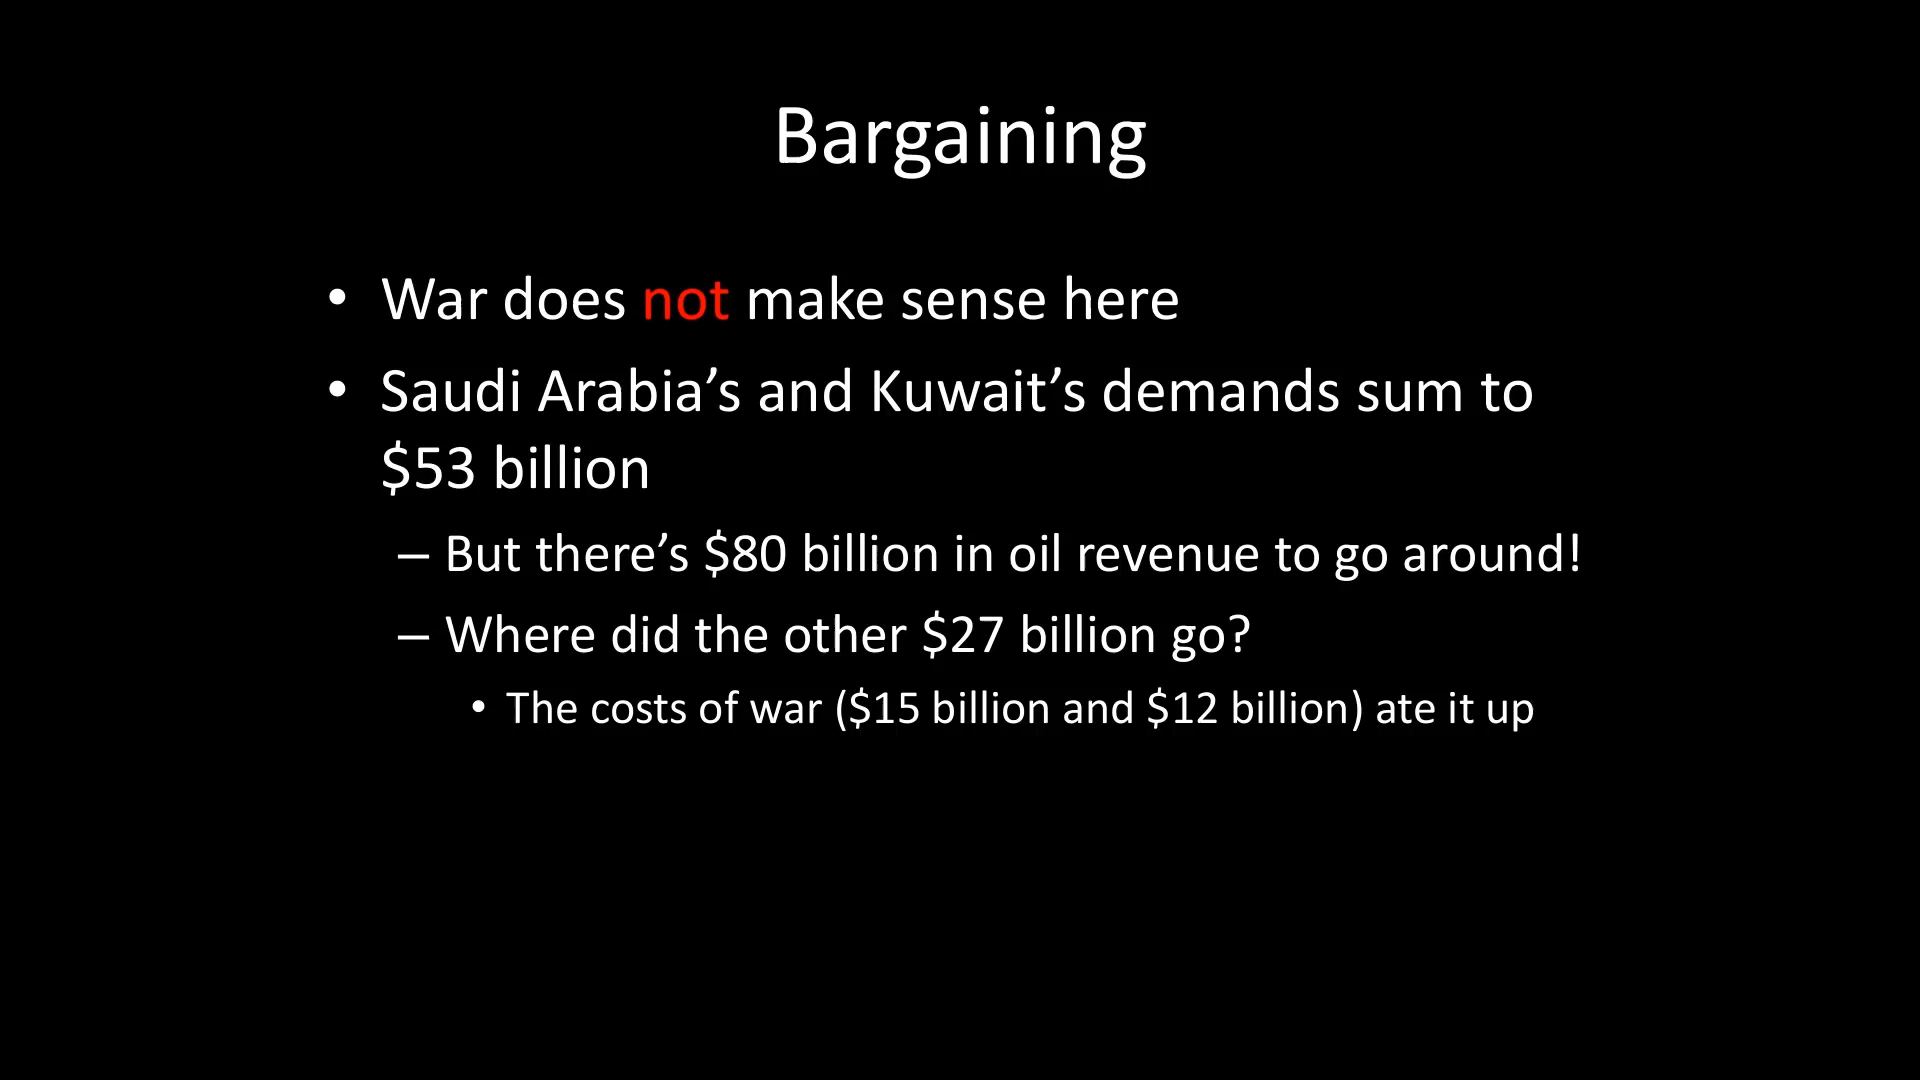 Bargaining
• War does not make sense here
• Saudi Arabia’s and Kuwait’s demands sum to
$53 billion
– But there’s $80 billion in oil revenue to go around!
– Where did the other $27 billion go?
• The costs of war ($15 billion and $12 billion) ate it up